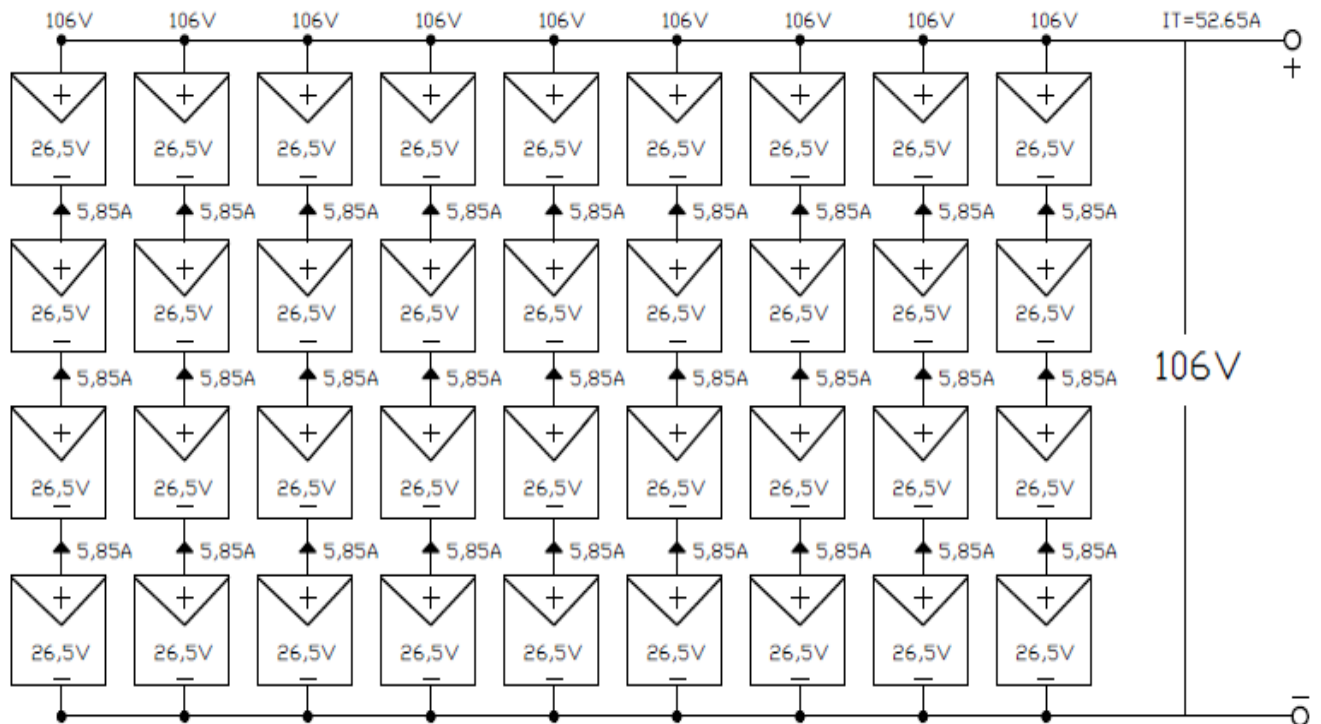 106V 106V 106V 106V 106V 106V 106V 106V 106V IT=52.65A
+
+ + + + + + + + +
26,5V 26,5V 26,5V 26,5V 26,5V 26,5V 26,5V 26,5V 26,5V
− − − − − − − − −
5,85A 5,85A 5,85A 5,85A 5,85A 5,85A 5,85A 5,85A 5,85A
+ + + + + + + + +
26,5V 26,5V 26,5V 26,5V 26,5V 26,5V 26,5V 26,5V 26,5V
− − − − − − − − −
5,85A 5,85A 5,85A 5,85A 5,85A 5,85A 5,85A 5,85A 5,85A
106V
+ + + + + + + + +
26,5V 26,5V 26,5V 26,5V 26,5V 26,5V 26,5V 26,5V 26,5V
− − − − − − − − −
5,85A 5,85A 5,85A 5,85A 5,85A 5,85A 5,85A 5,85A 5,85A
+ + + + + + + + +
26,5V 26,5V 26,5V 26,5V 26,5V 26,5V 26,5V 26,5V 26,5V
− − − − − − − − −
−